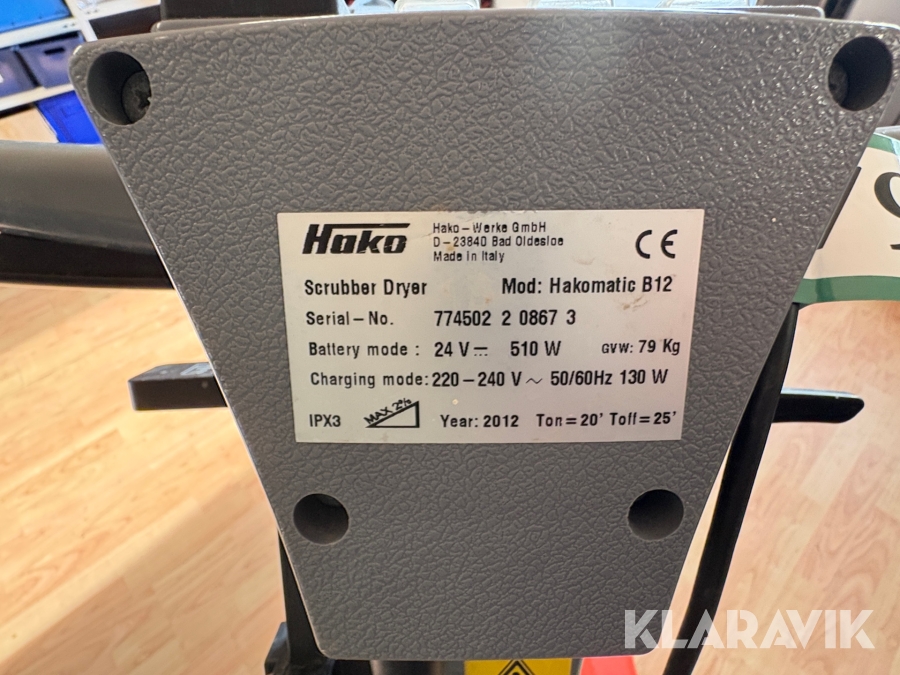 Hako
Hako-Werke GmbH
D-23840 Bad Oldesloe
Made in Italy
CE
Scrubber Dryer Mod: Hakomatic B12
Serial-No. 774502 2 0867 3
Battery mode: 24 V⎓ 510 W GVW: 79 Kg
Charging mode: 220-240 V ~ 50/60Hz 130 W
IPX3 MAX 2% Year: 2012 Ton=20' Toff=25'
KLARAVIK